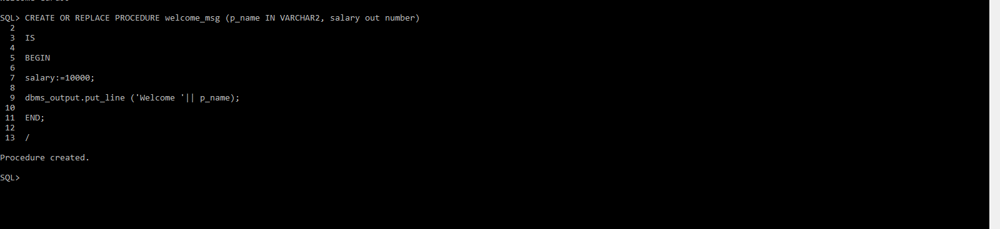 SQL> CREATE OR REPLACE PROCEDURE welcome_msg (p_name IN VARCHAR2, salary out number)
2
3 IS
4
5 BEGIN
6
7 salary:=10000;
8
9 dbms_output.put_line ('Welcome '|| p_name);
10
11 END;
12
13 /
Procedure created.
SQL>